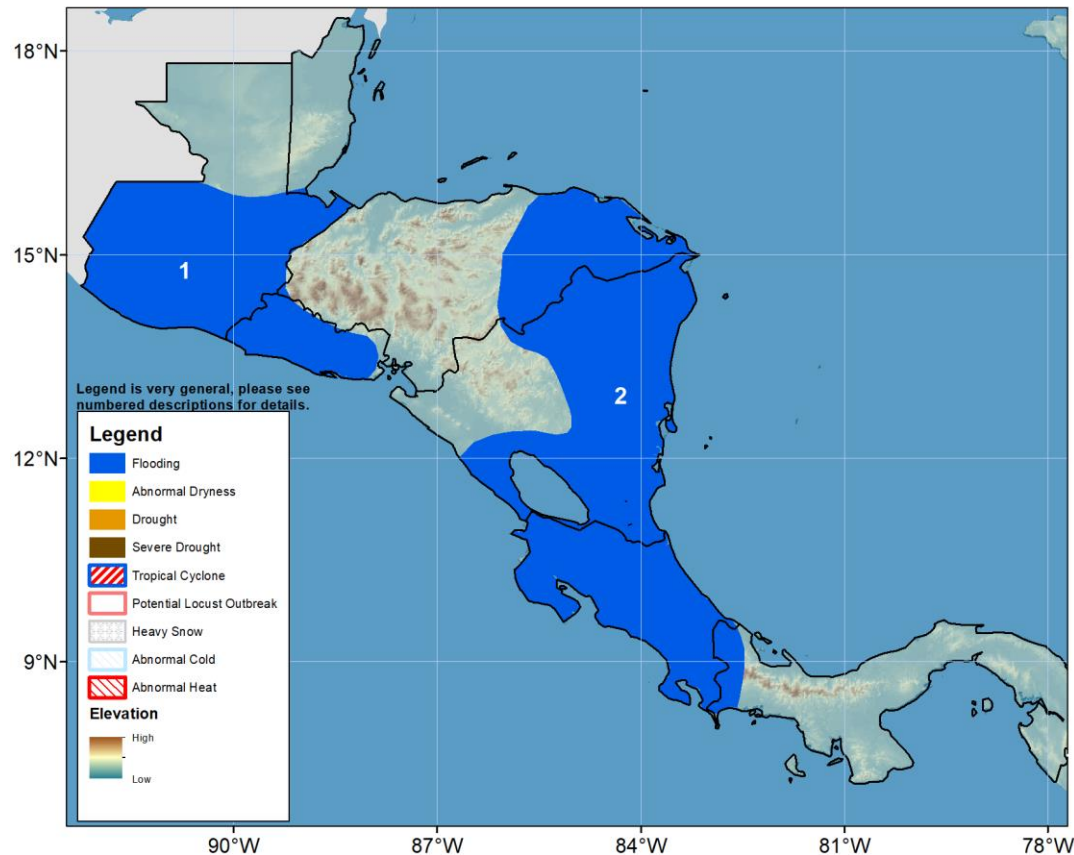 18°N
15°N
12°N
9°N
1
2
Legend is very general, please see
numbered descriptions for details.
Legend
Flooding
Abnormal Dryness
Drought
Severe Drought
Tropical Cyclone
Potential Locust Outbreak
Heavy Snow
Abnormal Cold
Abnormal Heat
Elevation
High
Low
90°W
87°W
84°W
81°W
78°W